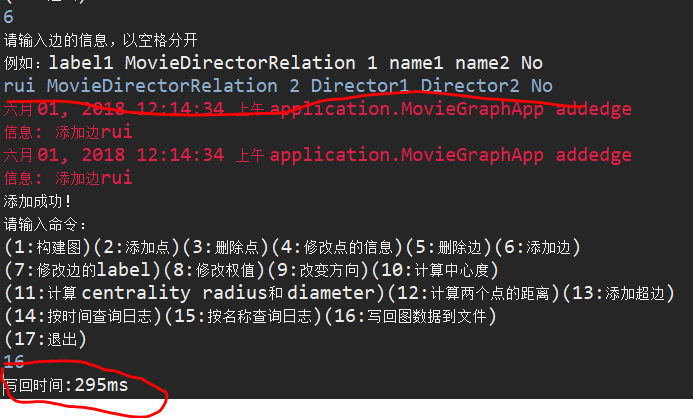 6
请输入边的信息，以空格分开
例如：label1 MovieDirectorRelation 1 name1 name2 No
rui MovieDirectorRelation 2 Director1 Director2 No
六月 01, 2018 12:14:34 上午 application.MovieGraphApp addedge
信息: 添加边rui
六月 01, 2018 12:14:34 上午 application.MovieGraphApp addedge
信息: 添加边rui
添加成功!
请输入命令:
(1:构建图)(2:添加点)(3:删除点)(4:修改点的信息)(5:删除边)(6:添加边)
(7:修改边的label)(8:修改权值)(9:改变方向)(10:计算中心度)
(11:计算 centrality radius和 diameter)(12:计算两个点的距离)(13:添加超边)
(14:按时间查询日志)(15:按名称查询日志)(16:写回图数据到文件)
(17:退出)
16
写回时间:295ms